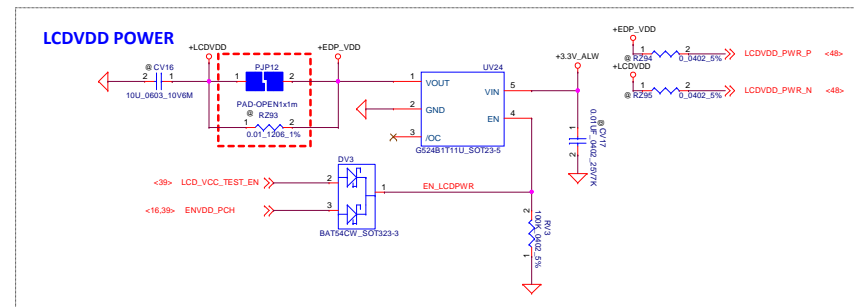 LCDVDD POWER
+LCDVDD
+EDP_VDD
@ CV16
2 1
10U_0603_10V6M
PJP12
1 2
PAD-OPEN1x1m
@
RZ93
0.01_1206_1%
UV24
1 VOUT
2 GND
3 /OC
VIN 5
EN 4
G524B1T11U_SOT23-5
+3.3V_ALW
1
2
@ CV17
0.01UF_0402_25V7K
+EDP_VDD
1 2
@ RZ94 0_0402_5%
LCDVDD_PWR_P <48>
+LCDVDD
1 2
@ RZ95 0_0402_5%
LCDVDD_PWR_N <48>
DV3
<39> LCD_VCC_TEST_EN 2
1 EN_LCDPWR
<16,39> ENVDD_PCH 3
BAT54CW_SOT323-3
2
1
RV3
100K_0402_5%